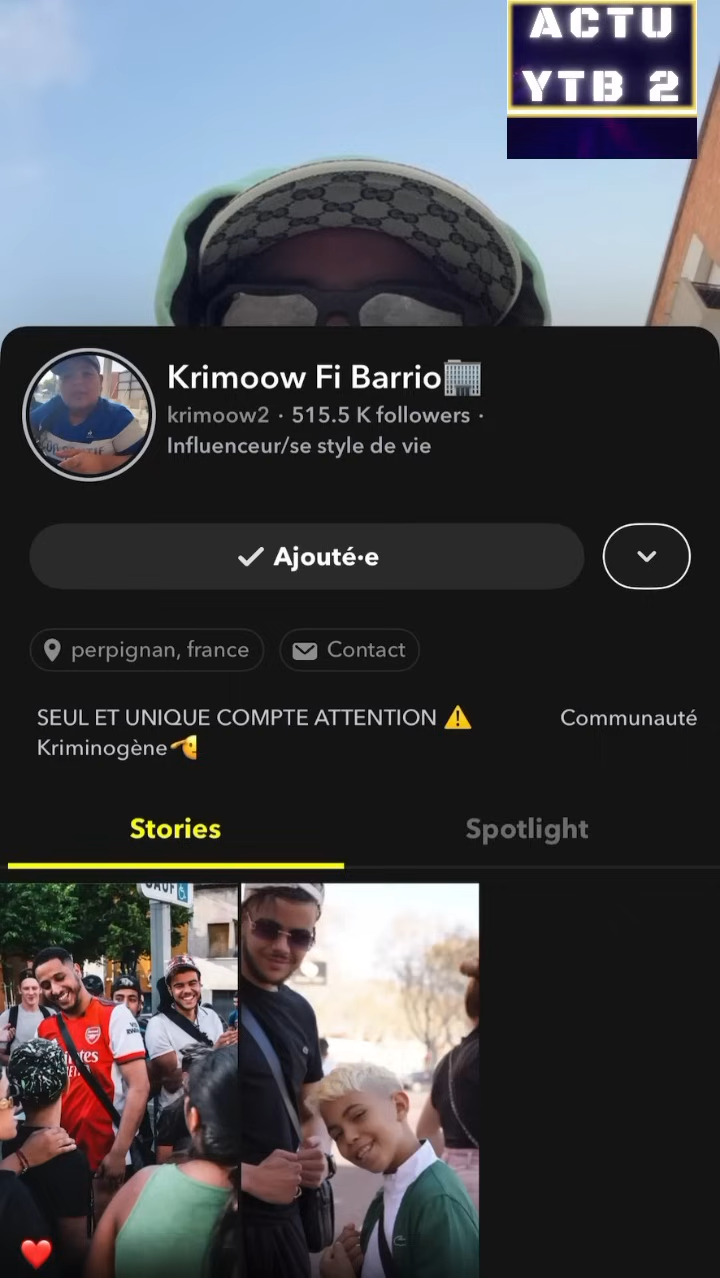 ACTU
YTB 2
Krimoow Fi Barrio🏢
krimoow2 · 515.5 K followers ·
Influenceur/se style de vie
Ajouté·e
perpignan, france
Contact
SEUL ET UNIQUE COMPTE ATTENTION ⚠️
Kriminogène🫡
Communauté
Stories
Spotlight
SAUF